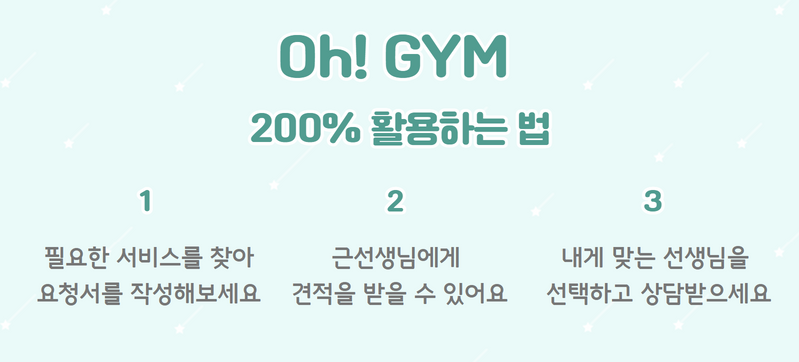 Oh! GYM
200% 활용하는 법
1
필요한 서비스를 찾아
요청서를 작성해보세요
2
근선생님에게
견적을 받을 수 있어요
3
내게 맞는 선생님을
선택하고 상담받으세요